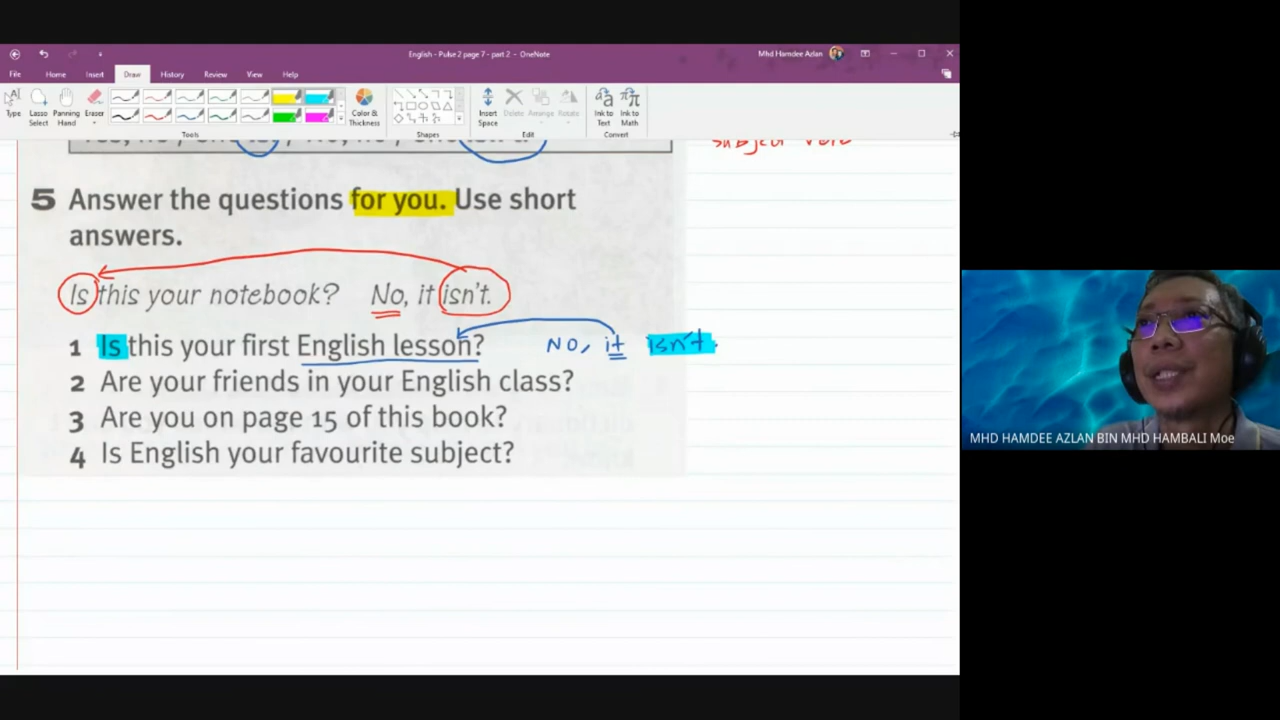 English - Pulse 2 page 7 - part 2 - OneNote
Mhd Hamdee Azlan
File Home Insert Draw History Review View Help
Type Lasso Select Panning Hand Eraser Color & Thickness Insert Space Delete Arrange Rotate Ink to Text Ink to Math
Tools Shapes Edit Convert
subject verb
5 Answer the questions for you. Use short
answers.
Is this your notebook? No, it isn't.
1 Is this your first English lesson? NO, it isn't.
2 Are your friends in your English class?
3 Are you on page 15 of this book?
4 Is English your favourite subject?
MHD HAMDEE AZLAN BIN MHD HAMBALI Moe